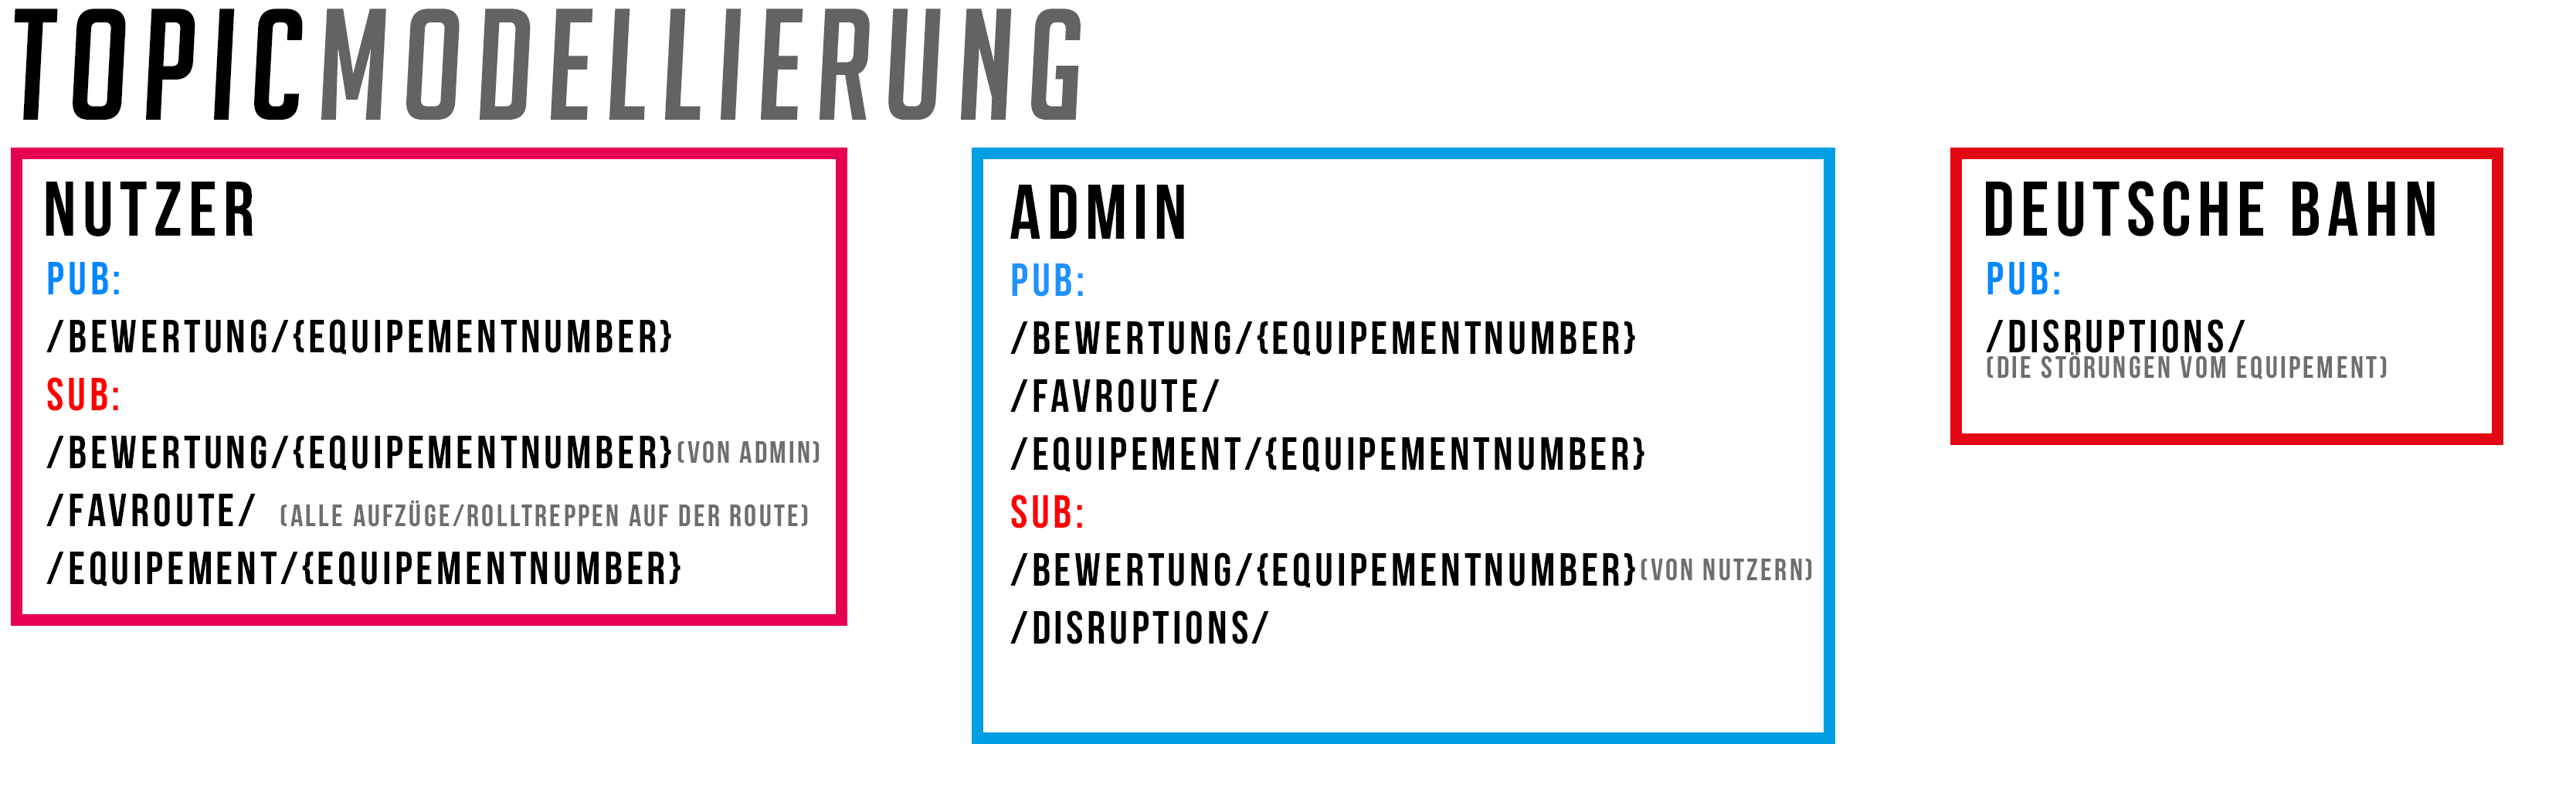 TOPICMODELLIERUNG
NUTZER
PUB:
/BEWERTUNG/{EQUIPEMENTNUMBER}
SUB:
/BEWERTUNG/{EQUIPEMENTNUMBER} (VON ADMIN)
/FAVROUTE/ (ALLE AUFZÜGE/ROLLTREPPEN AUF DER ROUTE)
/EQUIPEMENT/{EQUIPEMENTNUMBER}
ADMIN
PUB:
/BEWERTUNG/{EQUIPEMENTNUMBER}
/FAVROUTE/
/EQUIPEMENT/{EQUIPEMENTNUMBER}
SUB:
/BEWERTUNG/{EQUIPEMENTNUMBER} (VON NUTZERN)
/DISRUPTIONS/
DEUTSCHE BAHN
PUB:
/DISRUPTIONS/
(DIE STÖRUNGEN VOM EQUIPEMENT)